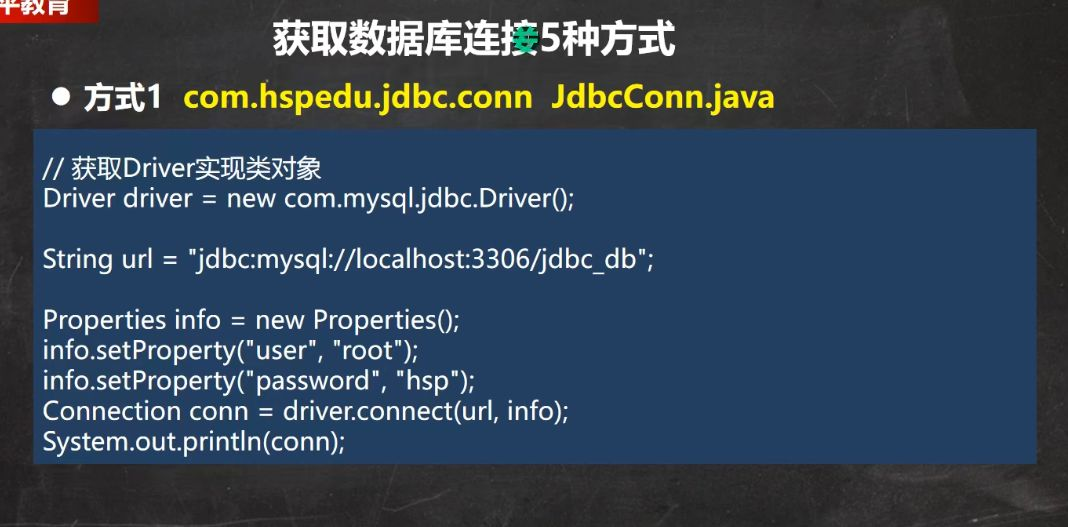 平教育
获取数据库连接5种方式
● 方式1 com.hspedu.jdbc.conn JdbcConn.java
// 获取Driver实现类对象
Driver driver = new com.mysql.jdbc.Driver();
String url = "jdbc:mysql://localhost:3306/jdbc_db";
Properties info = new Properties();
info.setProperty("user", "root");
info.setProperty("password", "hsp");
Connection conn = driver.connect(url, info);
System.out.println(conn);